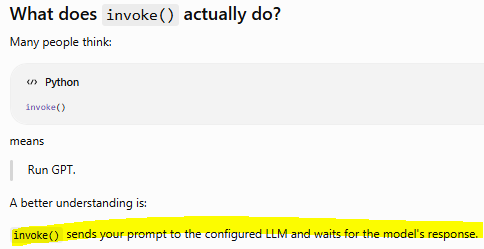 What does invoke() actually do?
Many people think:
</> Python
invoke()
means
Run GPT.
A better understanding is:
invoke() sends your prompt to the configured LLM and waits for the model's response.